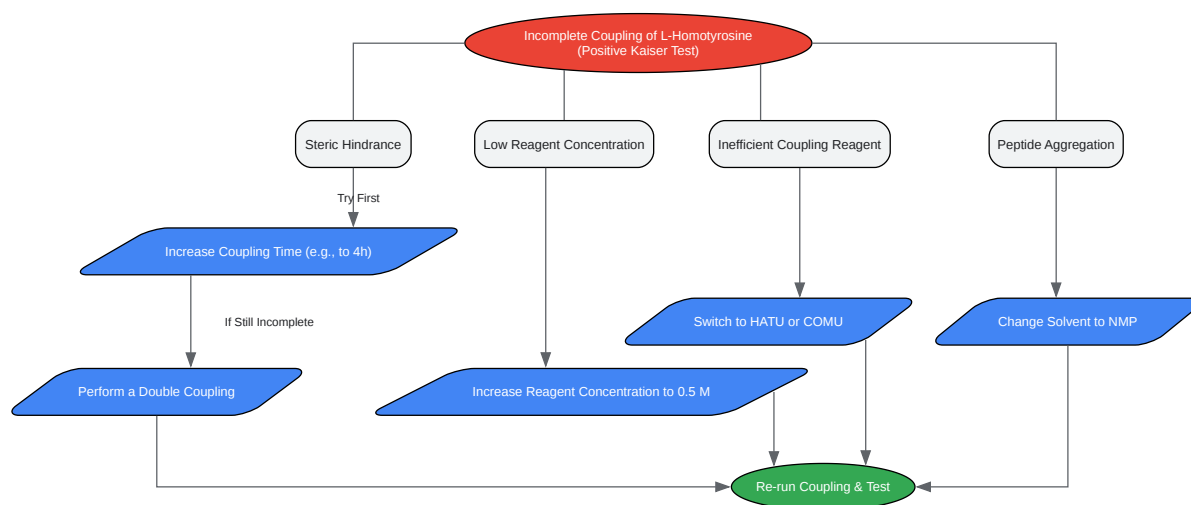 Incomplete Coupling of L-Homotyrosine
(Positive Kaiser Test)
Steric Hindrance
Low Reagent Concentration
Inefficient Coupling Reagent
Peptide Aggregation
Try First
Increase Coupling Time (e.g., to 4h)
If Still Incomplete
Switch to HATU or COMU
Change Solvent to NMP
Perform a Double Coupling
Increase Reagent Concentration to 0.5 M
Re-run Coupling & Test